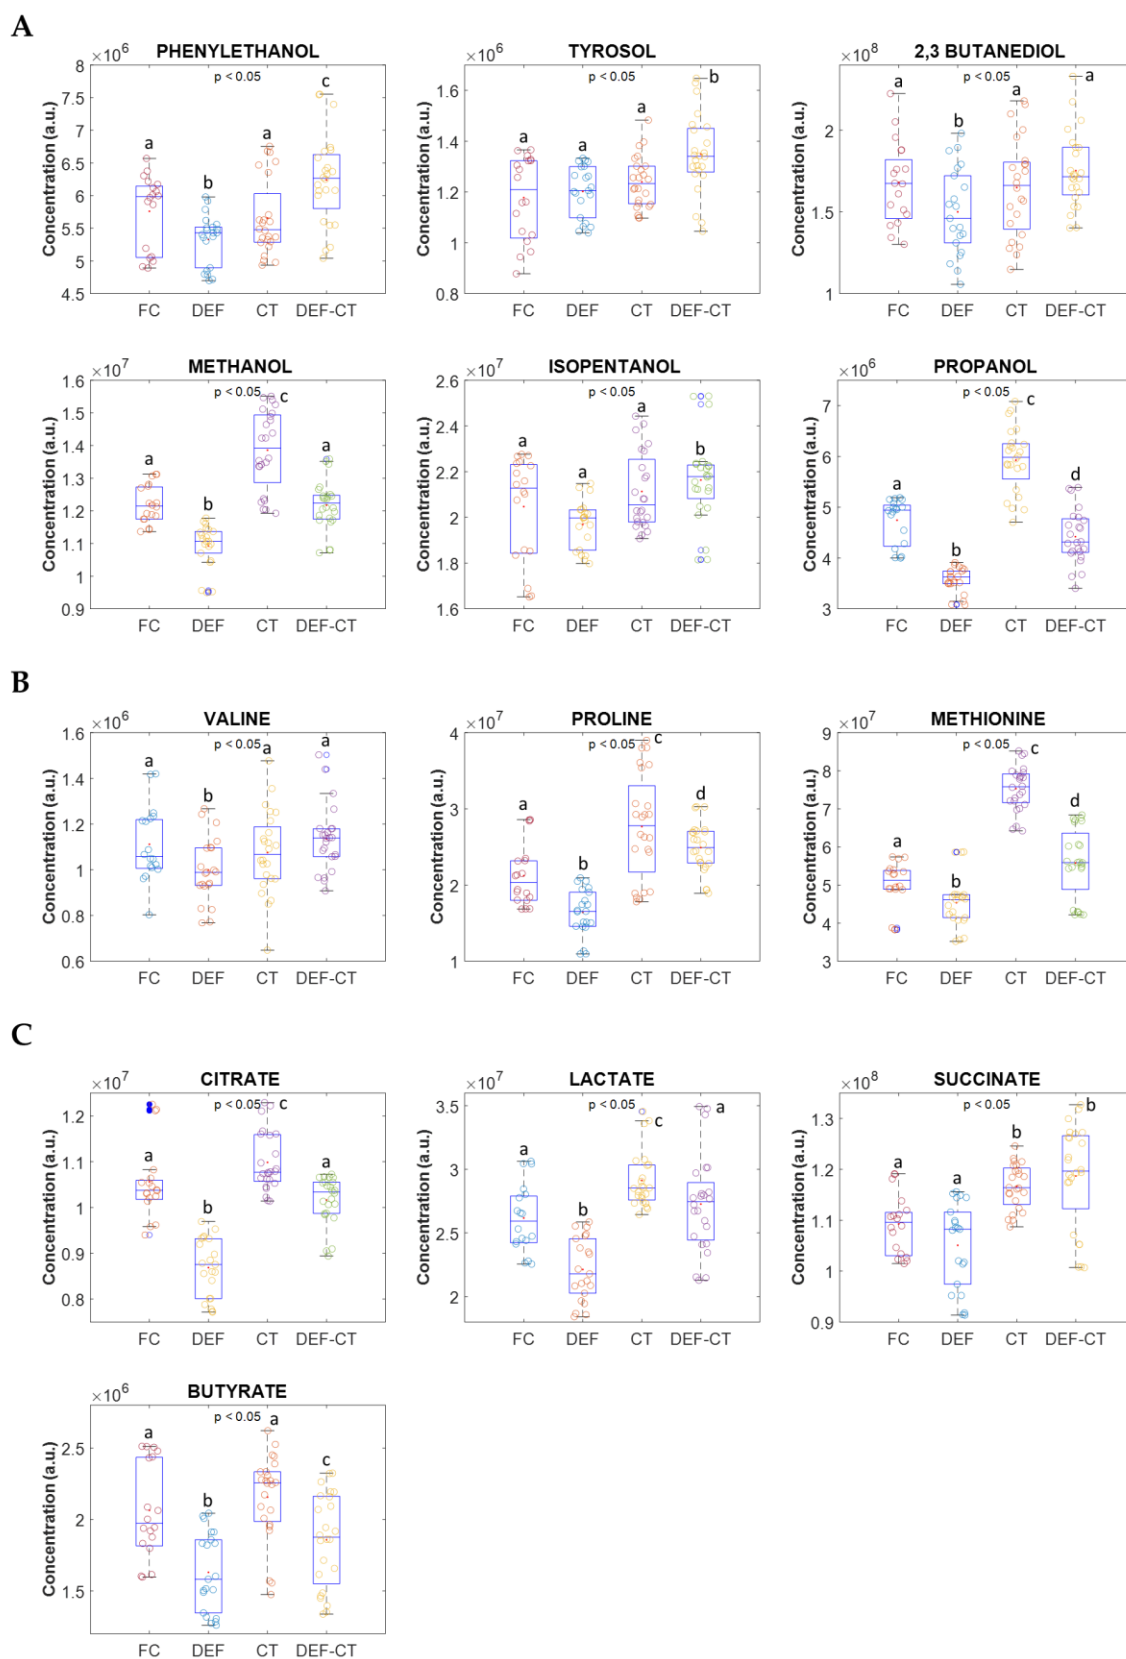 A
PHENYLETHANOL
×10⁶
p < 0.05
Concentration (a.u.)
8
7.5
7
6.5
6
5.5
5
4.5
a
b
a
c
FC DEF CT DEF-CT
TYROSOL
×10⁶
p < 0.05
Concentration (a.u.)
1.6
1.4
1.2
1
0.8
a
a
a
b
FC DEF CT DEF-CT
2,3 BUTANEDIOL
×10⁸
p < 0.05
Concentration (a.u.)
2
1.5
1
a
b
a
a
FC DEF CT DEF-CT
METHANOL
×10⁷
p < 0.05
Concentration (a.u.)
1.6
1.5
1.4
1.3
1.2
1.1
1
0.9
a
b
c
a
FC DEF CT DEF-CT
ISOPENTANOL
×10⁷
p < 0.05
Concentration (a.u.)
2.6
2.4
2.2
2
1.8
1.6
a
a
a
b
FC DEF CT DEF-CT
PROPANOL
×10⁶
p < 0.05
Concentration (a.u.)
7
6
5
4
3
a
b
c
d
FC DEF CT DEF-CT
B
VALINE
×10⁶
p < 0.05
Concentration (a.u.)
1.6
1.4
1.2
1
0.8
0.6
a
b
a
a
FC DEF CT DEF-CT
PROLINE
×10⁷
p < 0.05
Concentration (a.u.)
4
3
2
1
a
b
c
d
FC DEF CT DEF-CT
METHIONINE
×10⁷
p < 0.05
Concentration (a.u.)
9
8
7
6
5
4
3
a
b
c
d
FC DEF CT DEF-CT
C
CITRATE
×10⁷
p < 0.05
Concentration (a.u.)
1.2
1.1
1
0.9
0.8
a
b
c
a
FC DEF CT DEF-CT
LACTATE
×10⁷
p < 0.05
Concentration (a.u.)
3.5
3
2.5
2
a
b
c
a
FC DEF CT DEF-CT
SUCCINATE
×10⁸
p < 0.05
Concentration (a.u.)
1.3
1.2
1.1
1
0.9
a
a
b
b
FC DEF CT DEF-CT
BUTYRATE
×10⁶
p < 0.05
Concentration (a.u.)
2.5
2
1.5
a
b
a
c
FC DEF CT DEF-CT